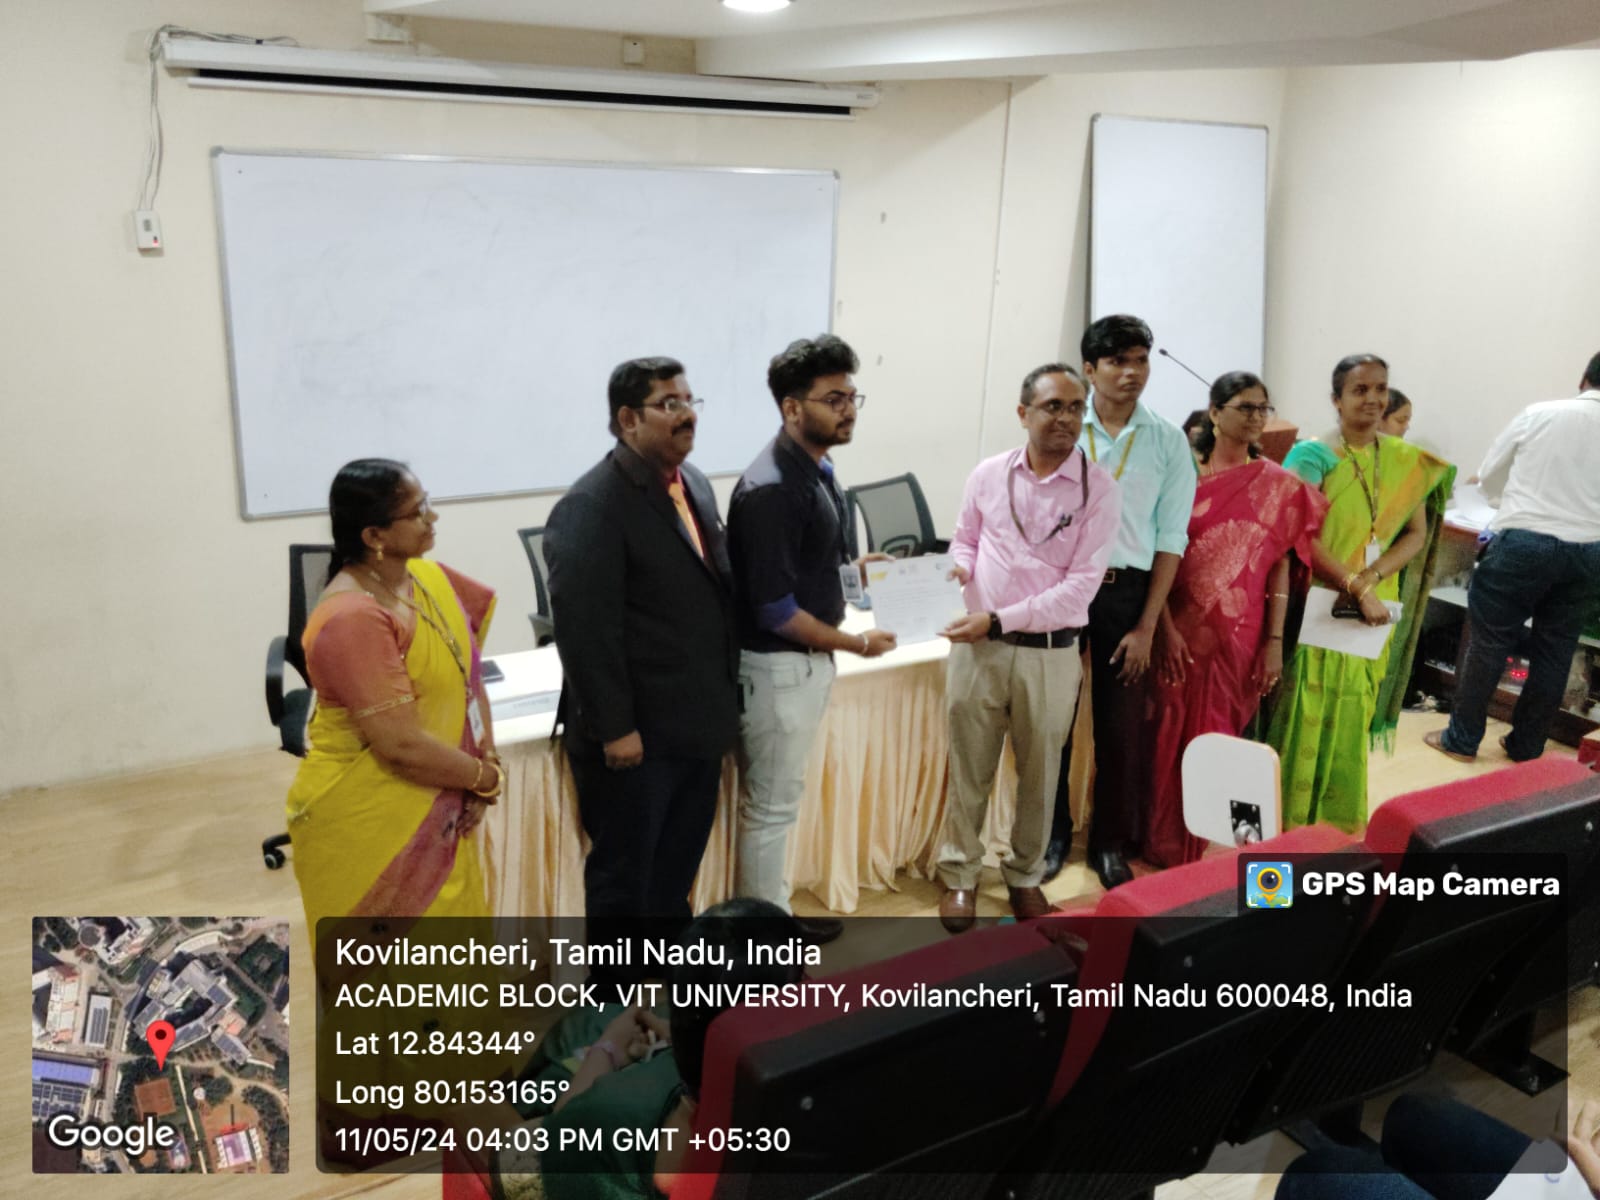 GPS Map Camera
Kovilancheri, Tamil Nadu, India
ACADEMIC BLOCK, VIT UNIVERSITY, Kovilancheri, Tamil Nadu 600048, India
Lat 12.84344°
Long 80.153165°
11/05/24 04:03 PM GMT +05:30
Google